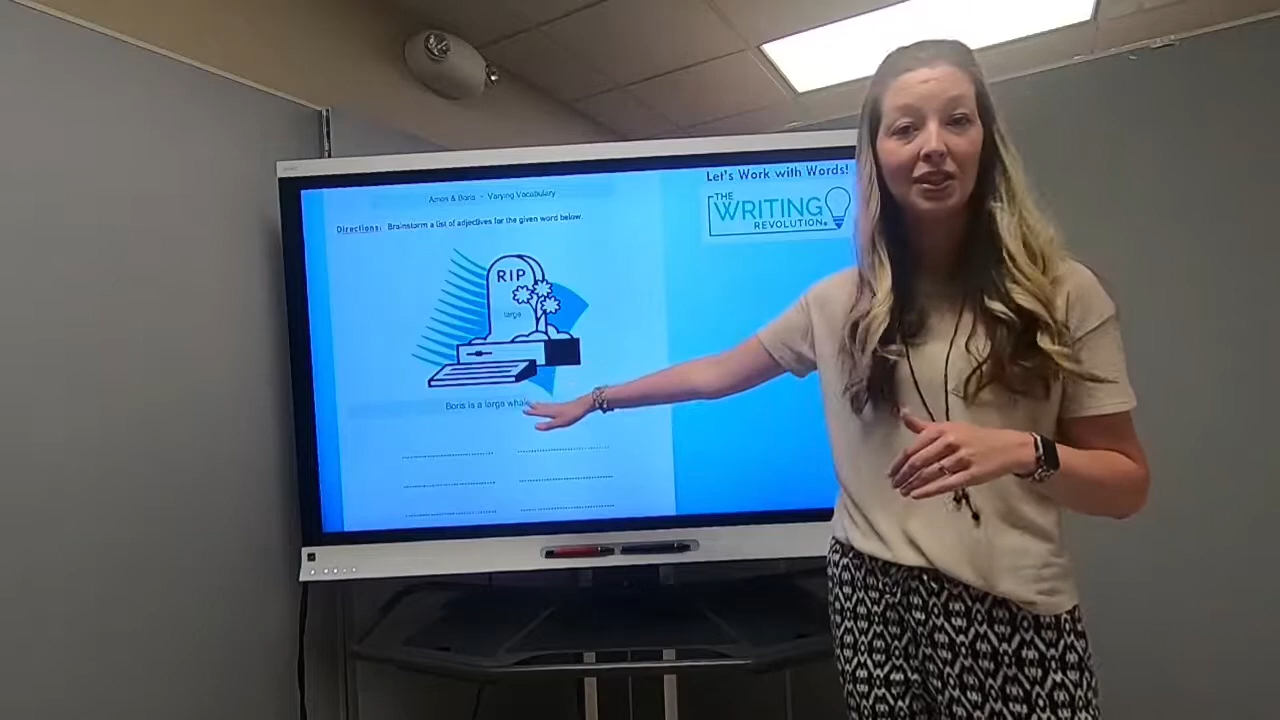 Let's Work with Words!
THE
WRITING
REVOLUTION.
Amos & Boris - Varying Vocabulary
Directions: Brainstorm a list of adjectives for the given word below.
RIP
large
Boris is a large whale